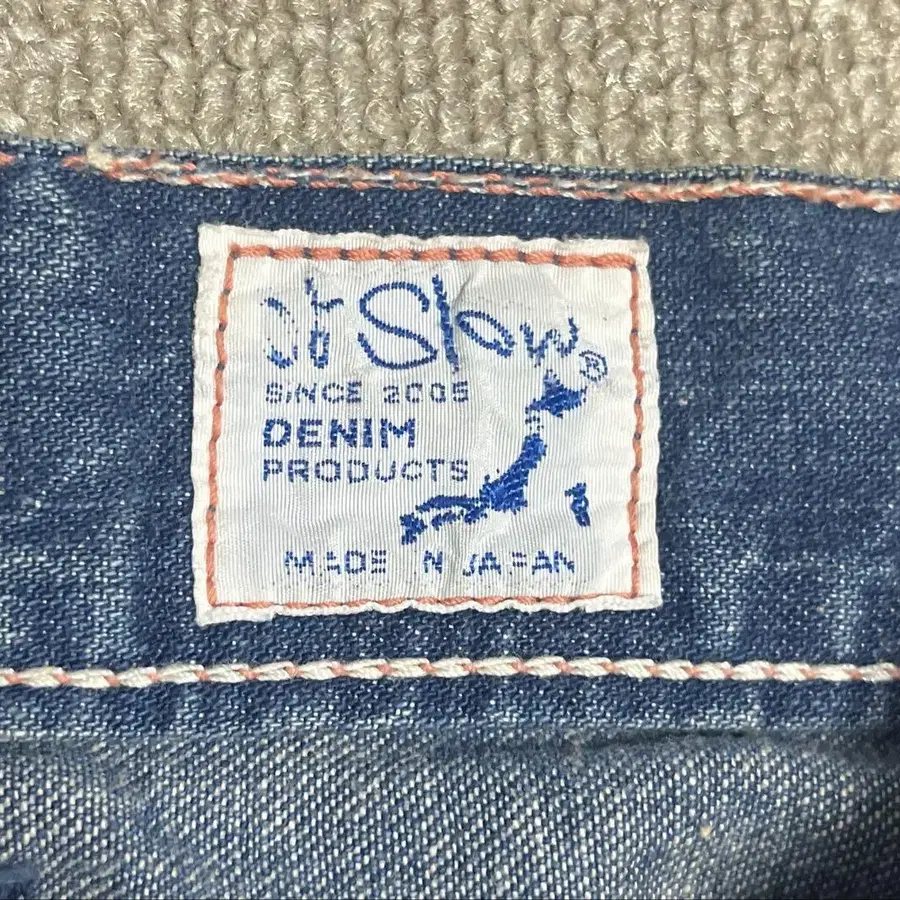 orSlow®
SINCE 2005
DENIM
PRODUCTS
MADE IN JAPAN